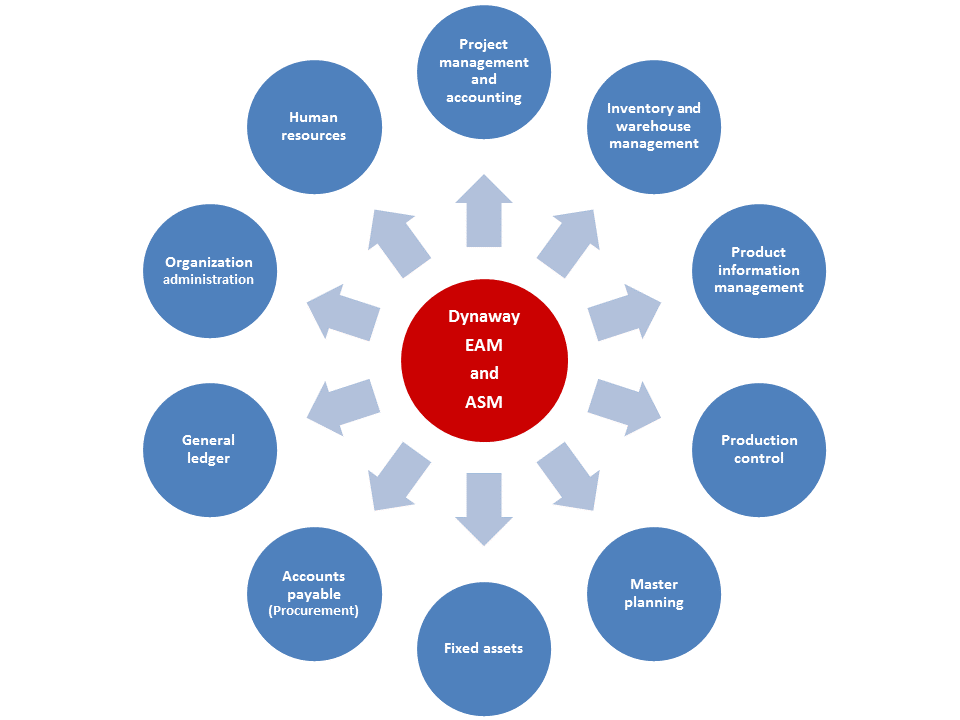 Project
management
and
accounting
Inventory and
warehouse
management
Product
information
management
Production
control
Master
planning
Fixed assets
Accounts
payable
(Procurement)
General
ledger
Organization
administration
Human
resources
Dynaway
EAM
and
ASM